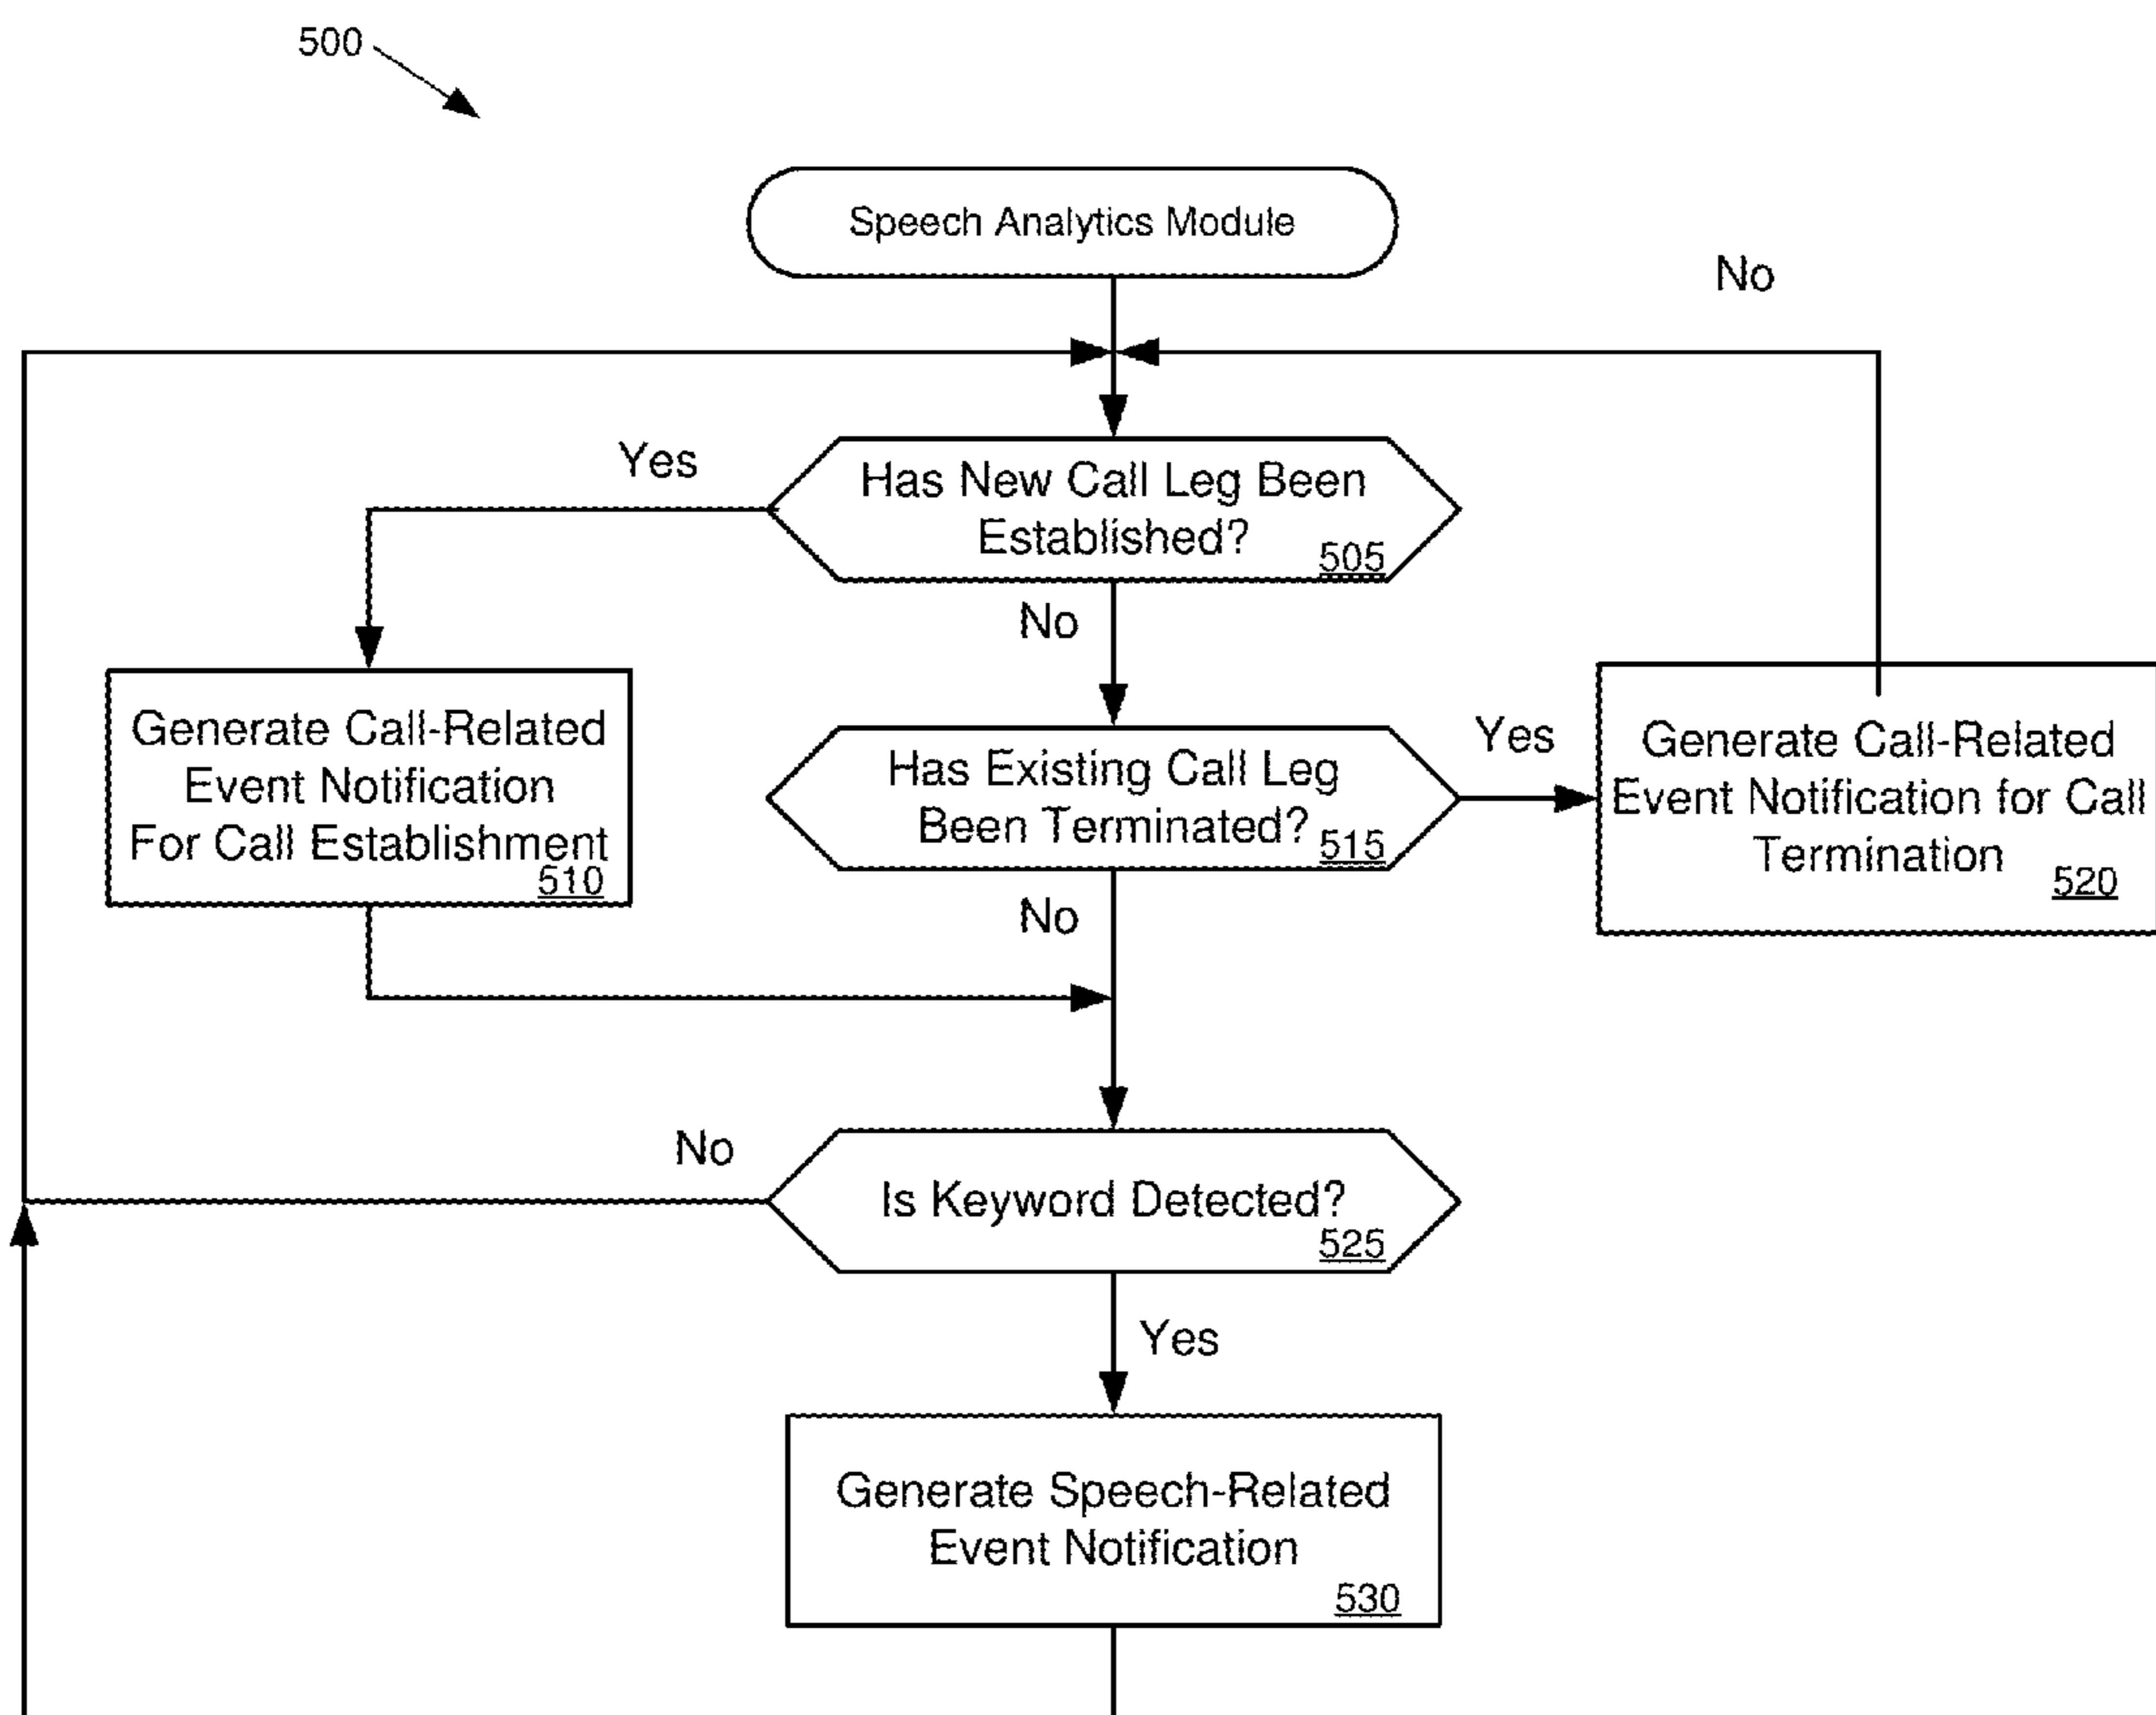 500
Speech Analytics Module
No
Yes
Has New Call Leg Been
Established?
505
No
Generate Call-Related
Event Notification
For Call Establishment
510
Has Existing Call Leg
Been Terminated?
515
Yes
Generate Call-Related
Event Notification for Call
Termination
520
No
No
Is Keyword Detected?
525
Yes
Generate Speech-Related
Event Notification
530